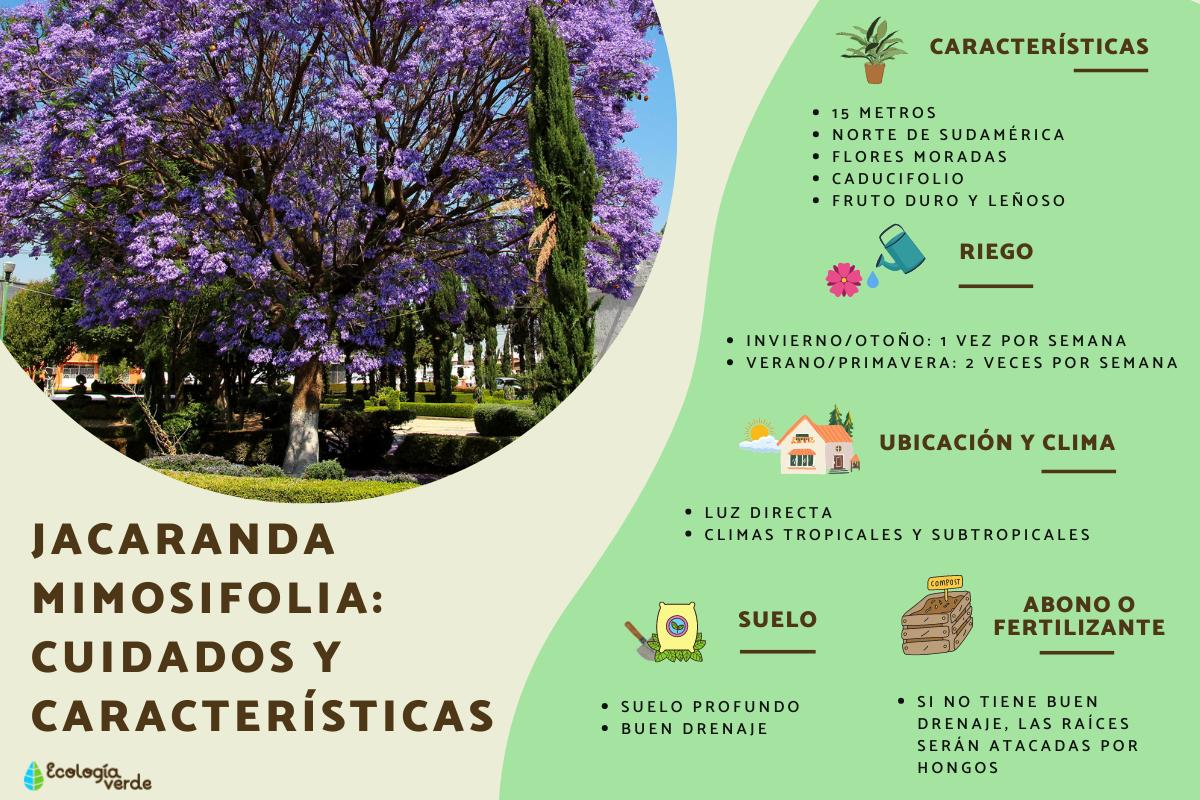 CARACTERÍSTICAS
15 METROS
NORTE DE SUDAMÉRICA
FLORES MORADAS
CADUCIFOLIO
FRUTO DURO Y LEÑOSO
RIEGO
INVIERNO/OTOÑO: 1 VEZ POR SEMANA
VERANO/PRIMAVERA: 2 VECES POR SEMANA
UBICACIÓN Y CLIMA
LUZ DIRECTA
CLIMAS TROPICALES Y SUBTROPICALES
SUELO
SUELO PROFUNDO
BUEN DRENAJE
COMPOST
ABONO O
FERTILIZANTE
SI NO TIENE BUEN
DRENAJE, LAS RAÍCES
SERÁN ATACADAS POR
HONGOS
JACARANDA
MIMOSIFOLIA:
CUIDADOS Y
CARACTERÍSTICAS
Ecología
verde